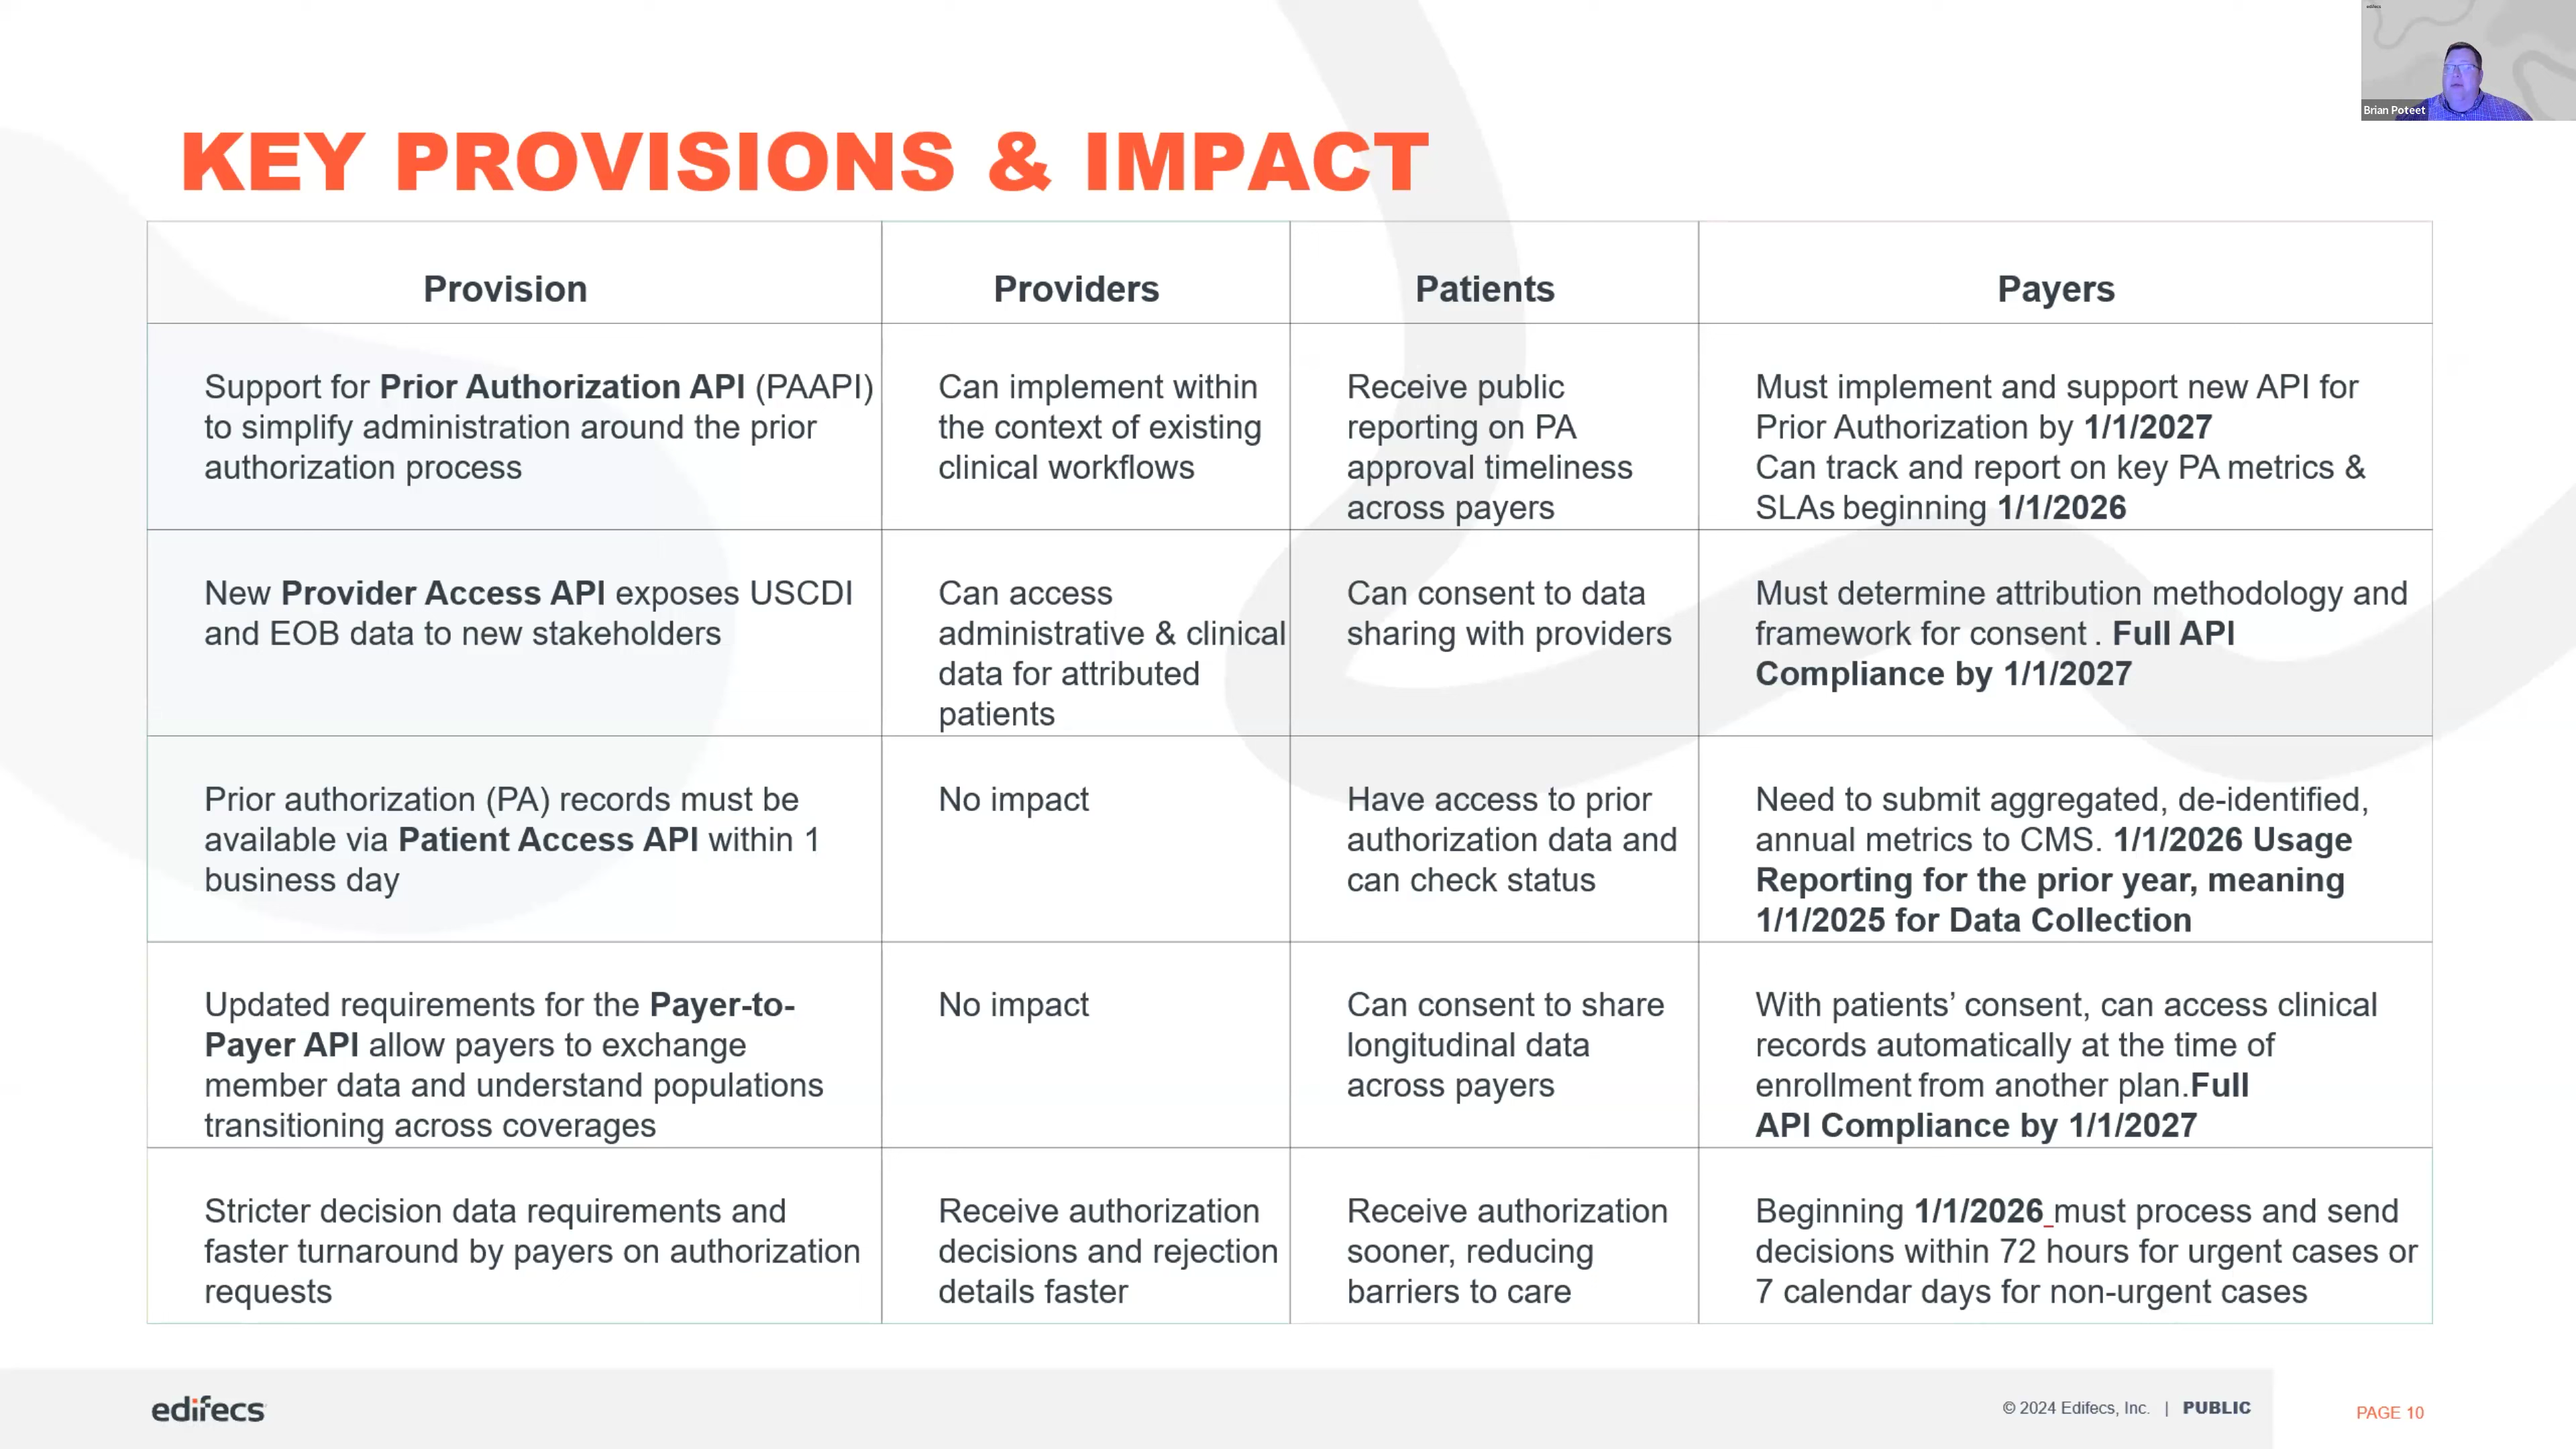 edifecs
Brian Poteet
KEY PROVISIONS & IMPACT
Provision
Providers
Patients
Payers
Support for Prior Authorization API (PAAPI)
to simplify administration around the prior
authorization process
Can implement within
the context of existing
clinical workflows
Receive public
reporting on PA
approval timeliness
across payers
Must implement and support new API for
Prior Authorization by 1/1/2027
Can track and report on key PA metrics &
SLAs beginning 1/1/2026
New Provider Access API exposes USCDI
and EOB data to new stakeholders
Can access
administrative & clinical
data for attributed
patients
Can consent to data
sharing with providers
Must determine attribution methodology and
framework for consent . Full API
Compliance by 1/1/2027
Prior authorization (PA) records must be
available via Patient Access API within 1
business day
No impact
Have access to prior
authorization data and
can check status
Need to submit aggregated, de-identified,
annual metrics to CMS. 1/1/2026 Usage
Reporting for the prior year, meaning
1/1/2025 for Data Collection
Updated requirements for the Payer-to-
Payer API allow payers to exchange
member data and understand populations
transitioning across coverages
No impact
Can consent to share
longitudinal data
across payers
With patients’ consent, can access clinical
records automatically at the time of
enrollment from another plan.Full
API Compliance by 1/1/2027
Stricter decision data requirements and
faster turnaround by payers on authorization
requests
Receive authorization
decisions and rejection
details faster
Receive authorization
sooner, reducing
barriers to care
Beginning 1/1/2026 must process and send
decisions within 72 hours for urgent cases or
7 calendar days for non-urgent cases
edifecs
© 2024 Edifecs, Inc. | PUBLIC
PAGE 10